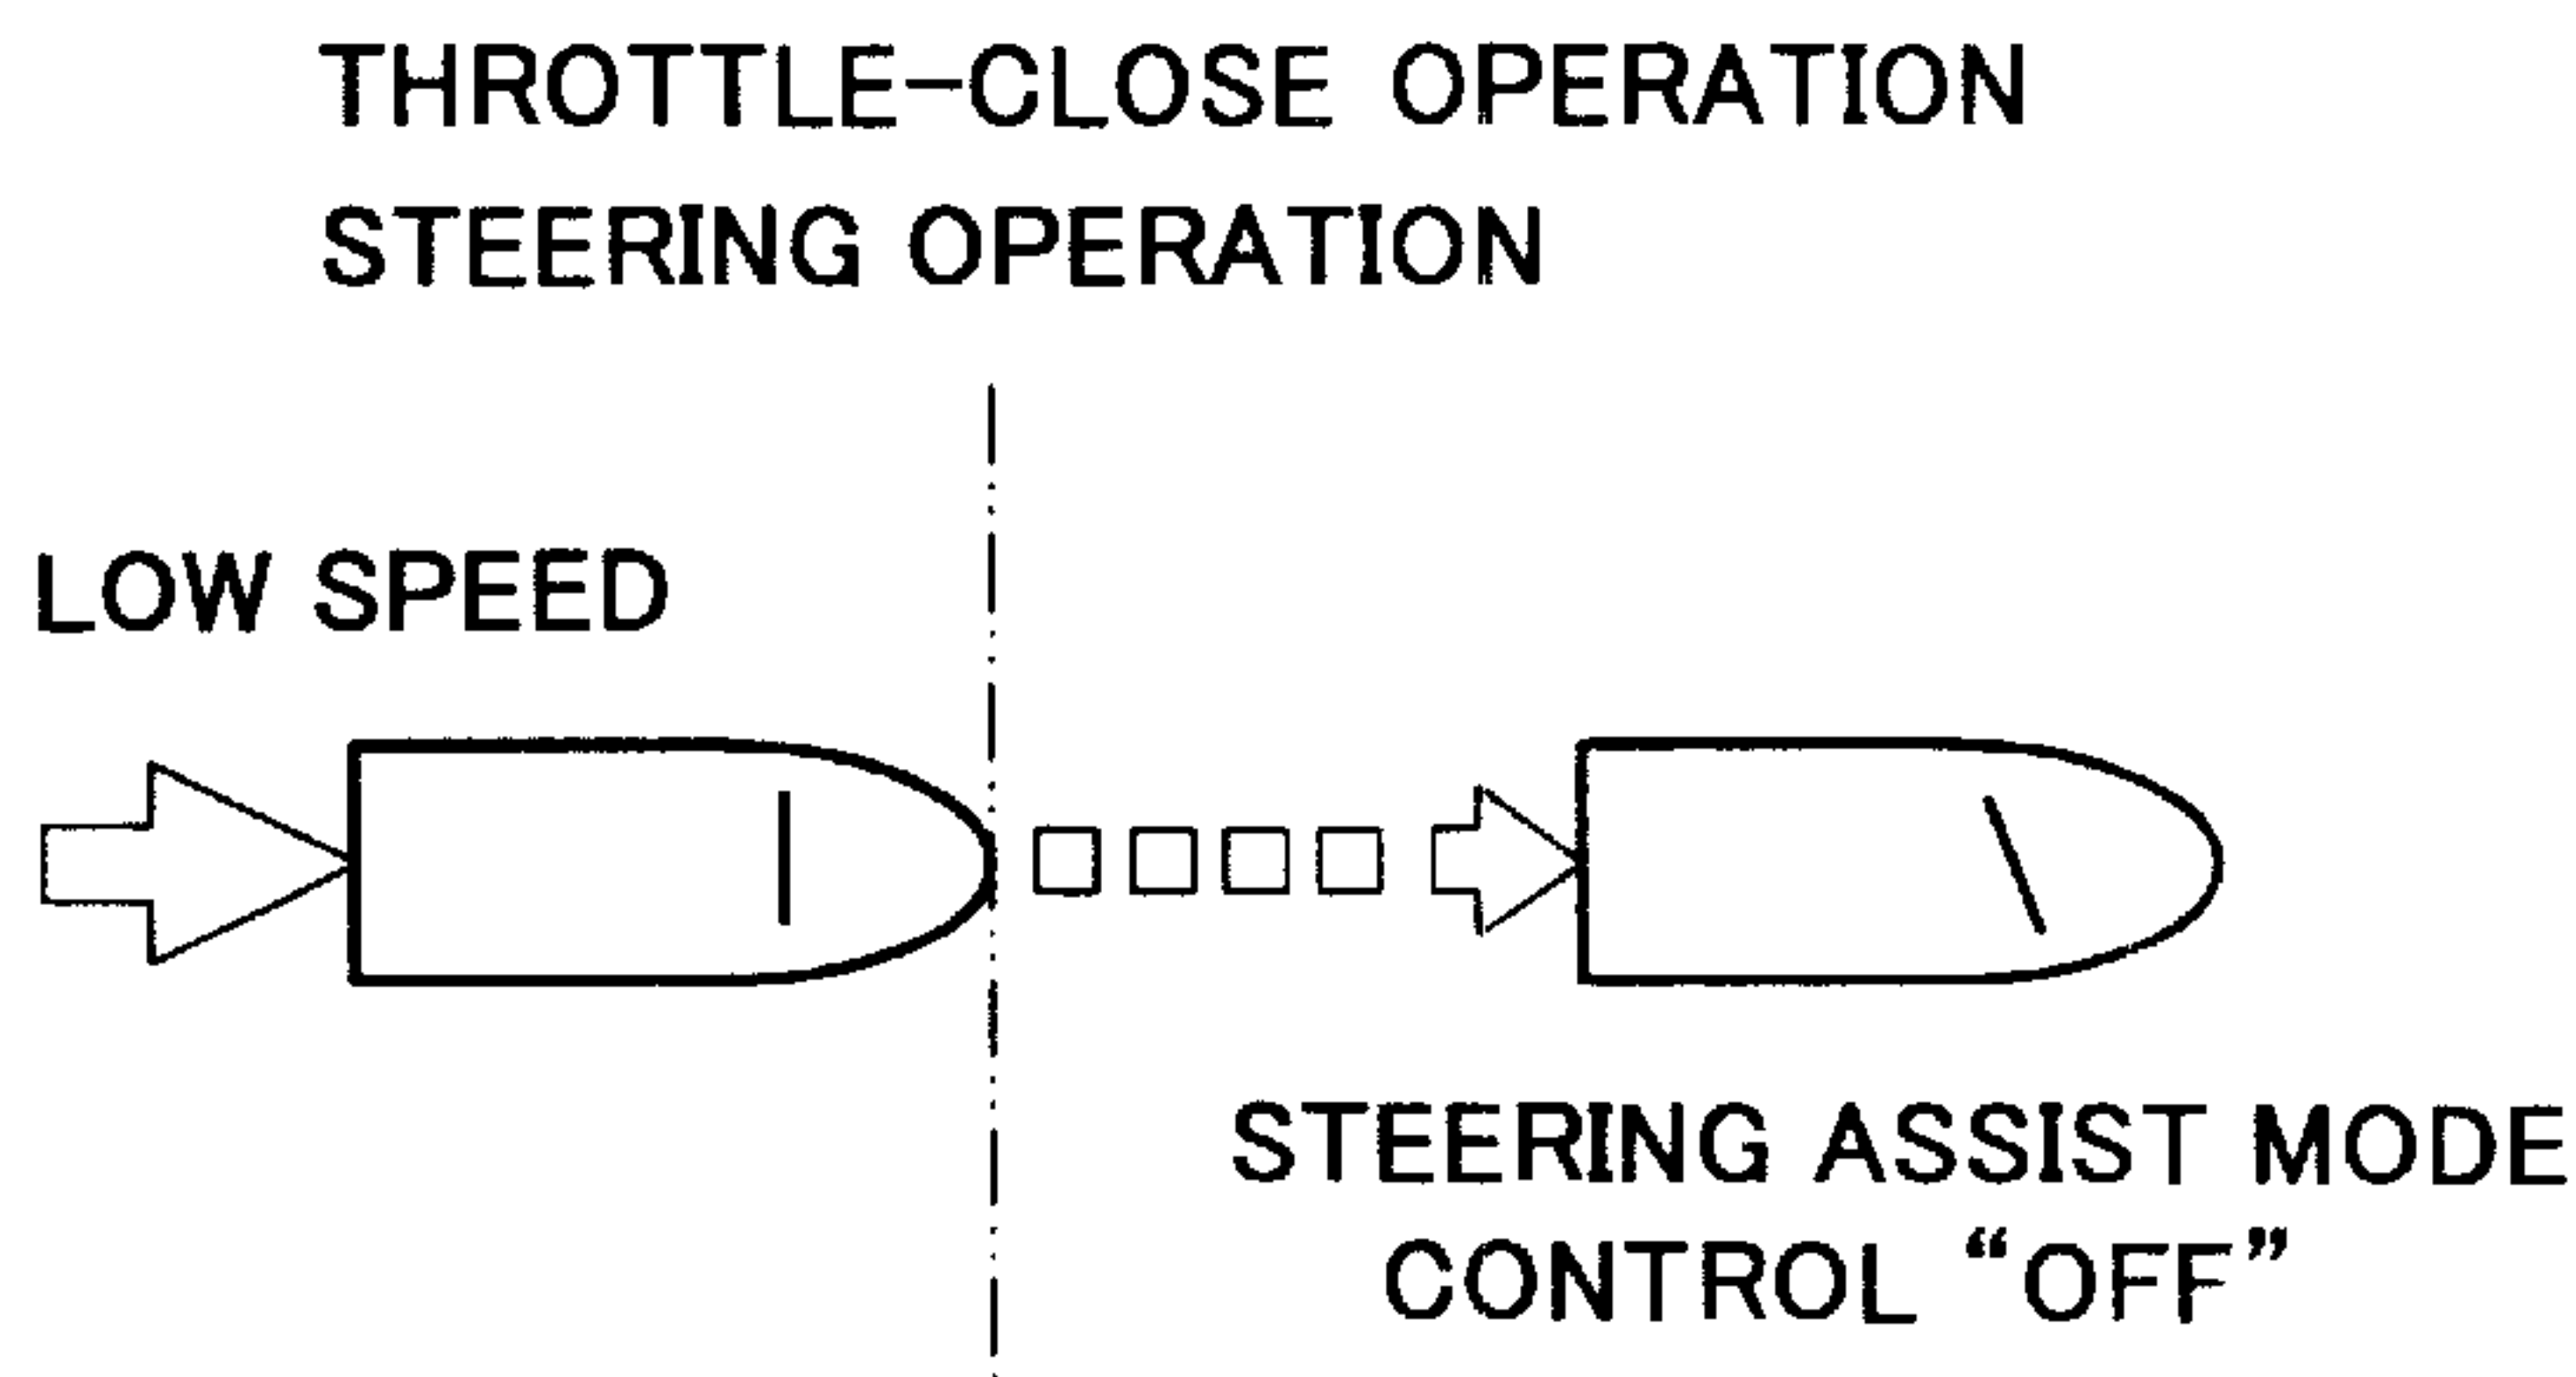 THROTTLE-CLOSE OPERATION
STEERING OPERATION
LOW SPEED
STEERING ASSIST MODE
CONTROL “OFF”